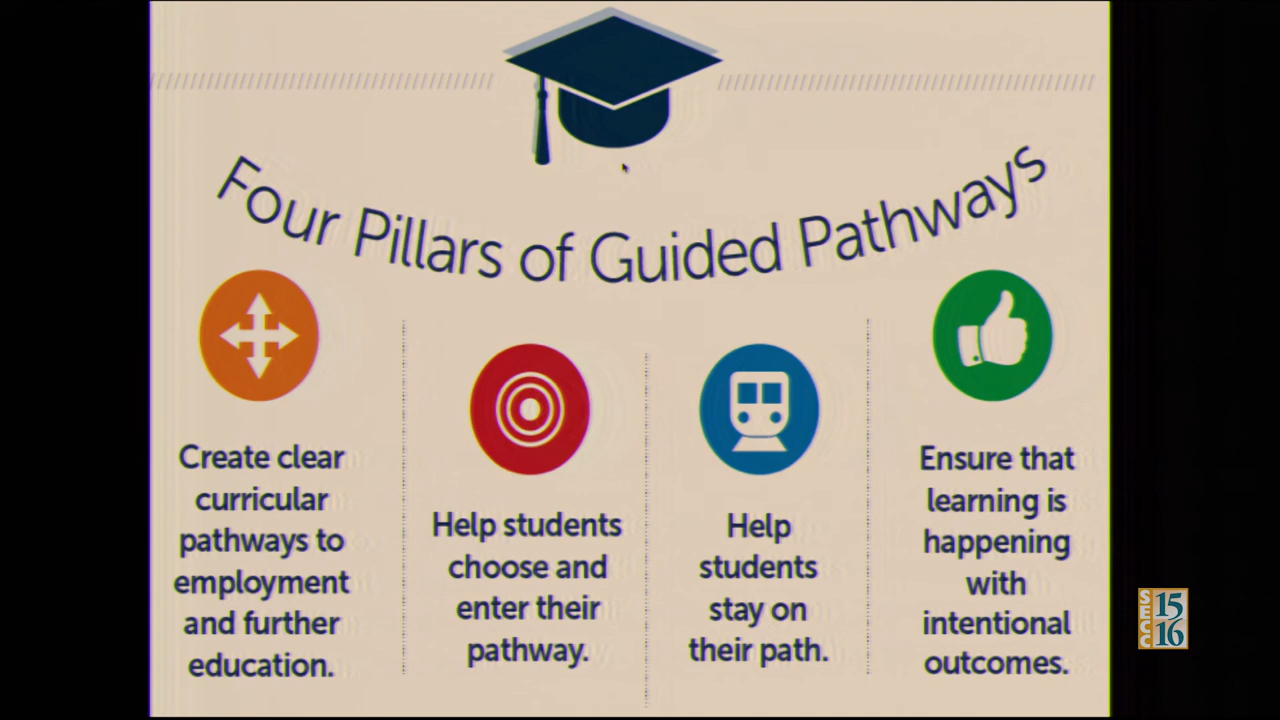 Four Pillars of Guided Pathways
Create clear
curricular
pathways to
employment
and further
education.
Help students
choose and
enter their
pathway.
Help
students
stay on
their path.
Ensure that
learning is
happening
with
intentional
outcomes.
SECC
15
16